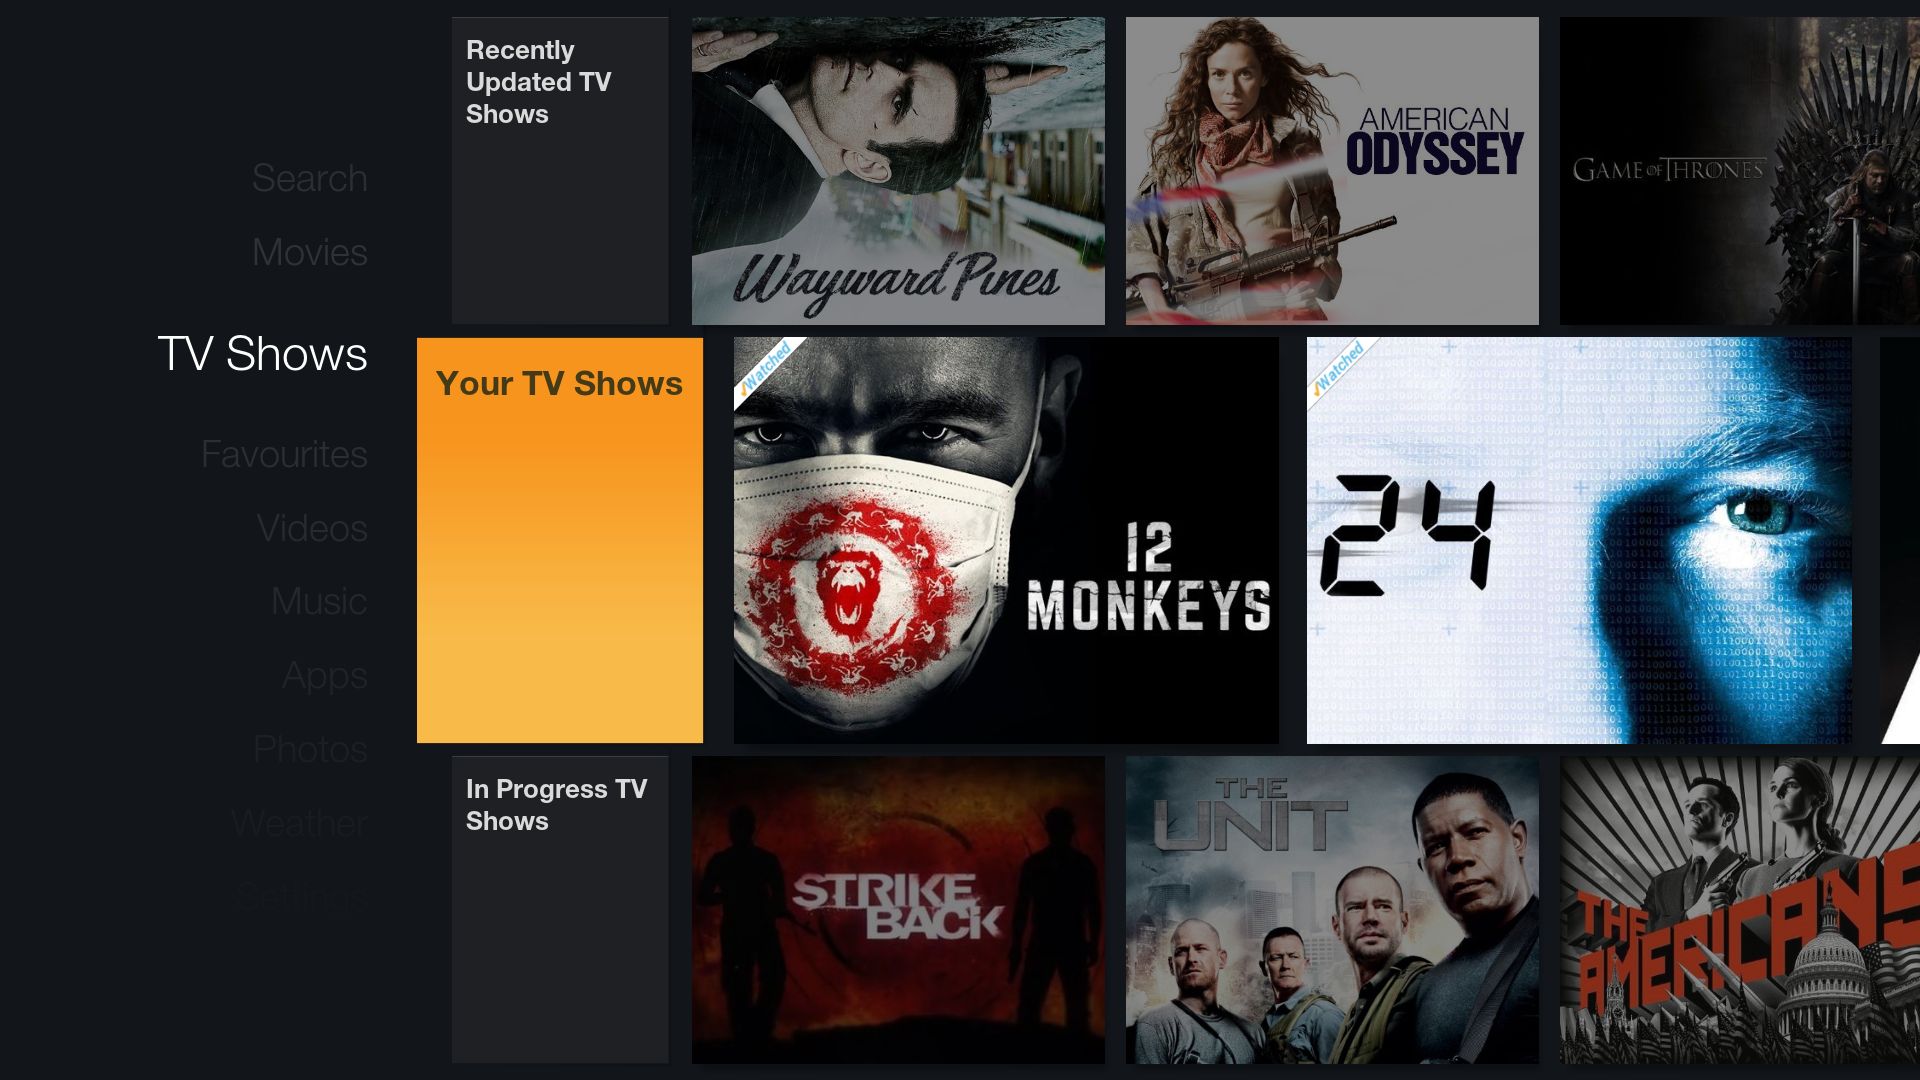 Search
Movies
TV Shows
Favourites
Videos
Music
Apps
Photos
Weather
Settings
Recently
Updated TV
Shows
Wayward Pines
AMERICAN
ODYSSEY
GAME OF THRONES
Your TV Shows
Watched
12
MONKEYS
Watched
24
In Progress TV
Shows
STRIKE
BACK
THE
UNIT
THE
AMERICANS